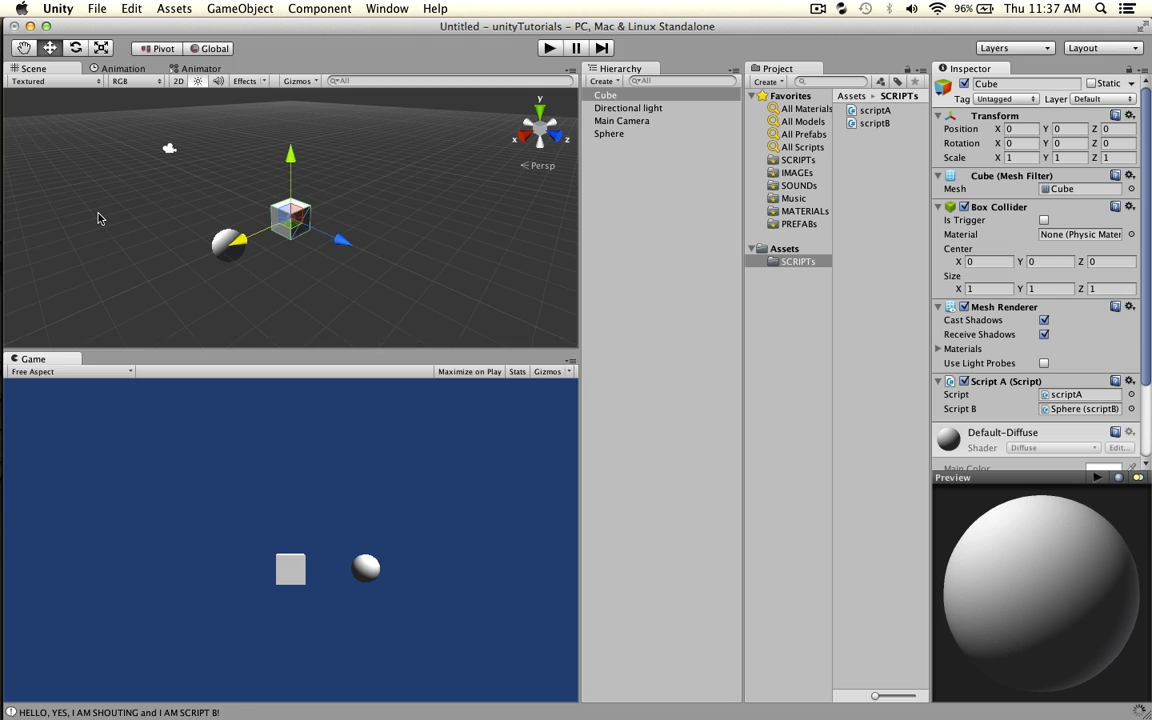 Unity File Edit Assets GameObject Component Window Help 96% Thu 11:37 AM
Untitled - unityTutorials - PC, Mac & Linux Standalone
Pivot Global Layers Layout
Scene Animation Animator
Textured RGB 2D Effects Gizmos All
y
x z
Persp
Game
Free Aspect Maximize on Play Stats Gizmos
Hierarchy
Create All
Cube
Directional light
Main Camera
Sphere
Project
Create
Favorites
All Materials
All Models
All Prefabs
All Scripts
SCRIPTs
IMAGEs
SOUNDs
Music
MATERIALs
PREFABs
Assets
SCRIPTs
Assets SCRIPTs
scriptA
scriptB
Inspector
Cube Static
Tag Untagged Layer Default
Transform
Position X 0 Y 0 Z 0
Rotation X 0 Y 0 Z 0
Scale X 1 Y 1 Z 1
Cube (Mesh Filter)
Mesh Cube
Box Collider
Is Trigger
Material None (Physic Mater
Center
X 0 Y 0 Z 0
Size
X 1 Y 1 Z 1
Mesh Renderer
Cast Shadows
Receive Shadows
Materials
Use Light Probes
Script A (Script)
Script scriptA
Script B Sphere (scriptB)
Default-Diffuse
Shader Diffuse Edit...
Main Color
Preview
HELLO, YES, I AM SHOUTING and I AM SCRIPT B!